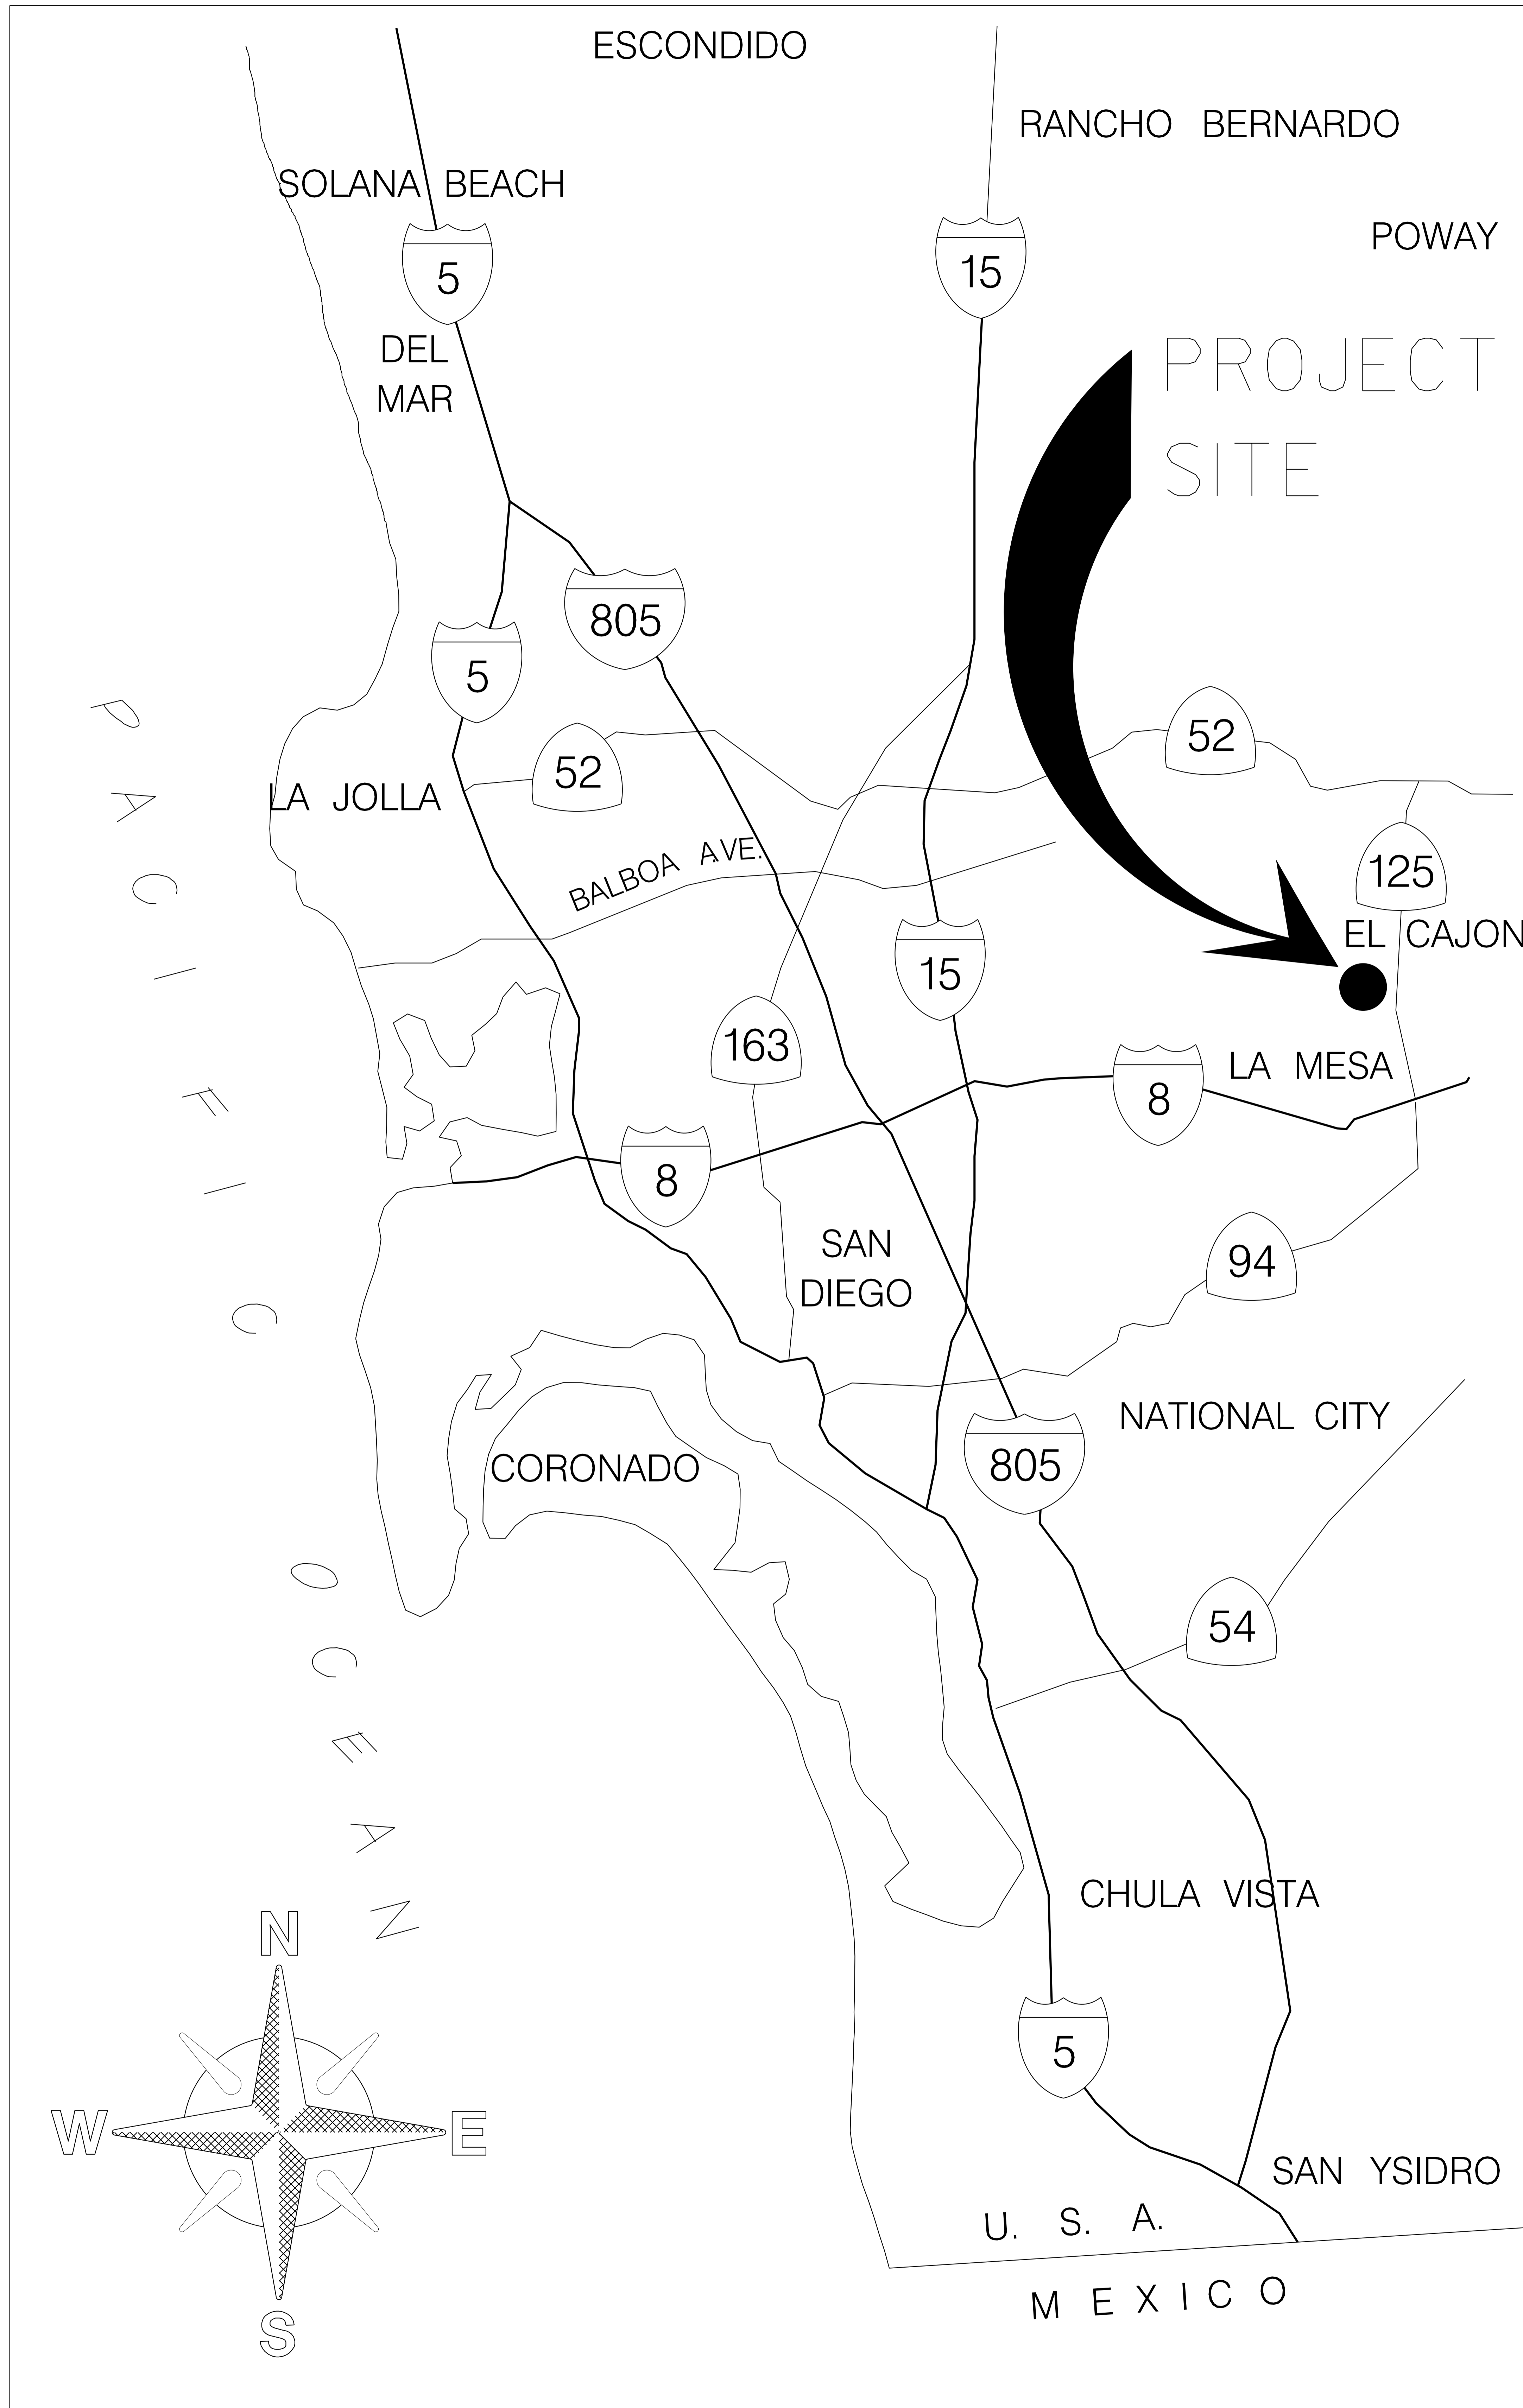 ESCONDIDO
RANCHO BERNARDO
SOLANA BEACH
POWAY
5
15
DEL
MAR
PROJECT
SITE
805
5
52
52
LA JOLLA
BALBOA AVE.
125
EL CAJON
15
163
LA MESA
8
8
SAN
DIEGO
94
NATIONAL CITY
CORONADO
805
54
PACIFIC OCEAN
CHULA VISTA
N
5
W
E
SAN YSIDRO
U. S. A.
MEXICO
S